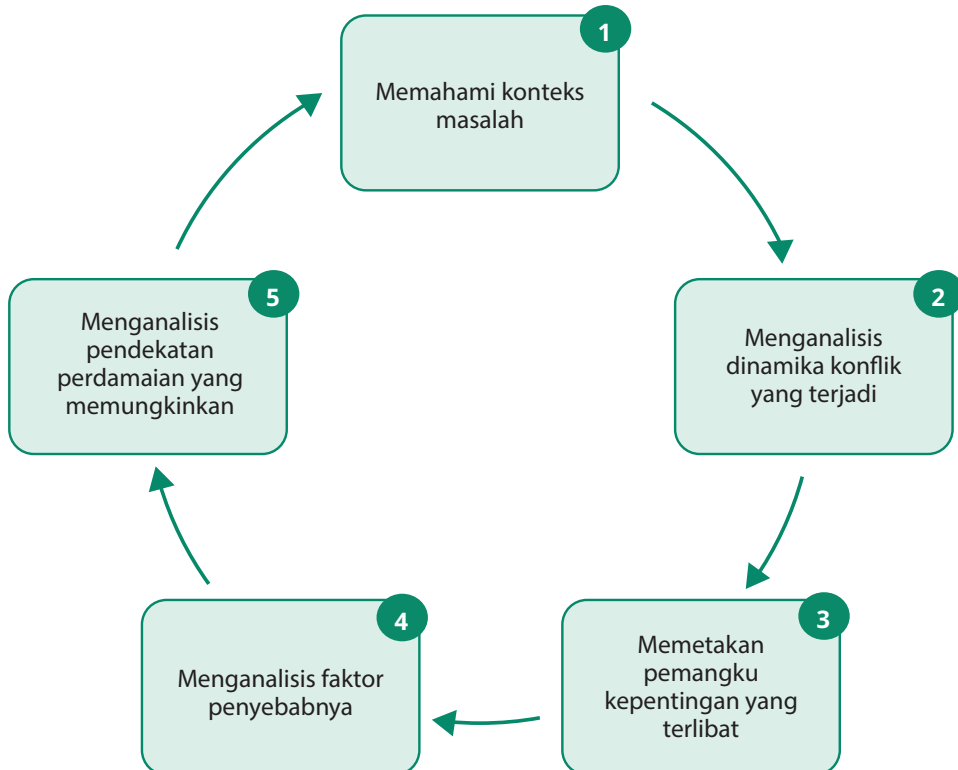 1
Memahami konteks
masalah
2
Menganalisis
dinamika konflik
yang terjadi
3
Memetakan
pemangku
kepentingan yang
terlibat
4
Menganalisis faktor
penyebabnya
5
Menganalisis
pendekatan
perdamaian yang
memungkinkan